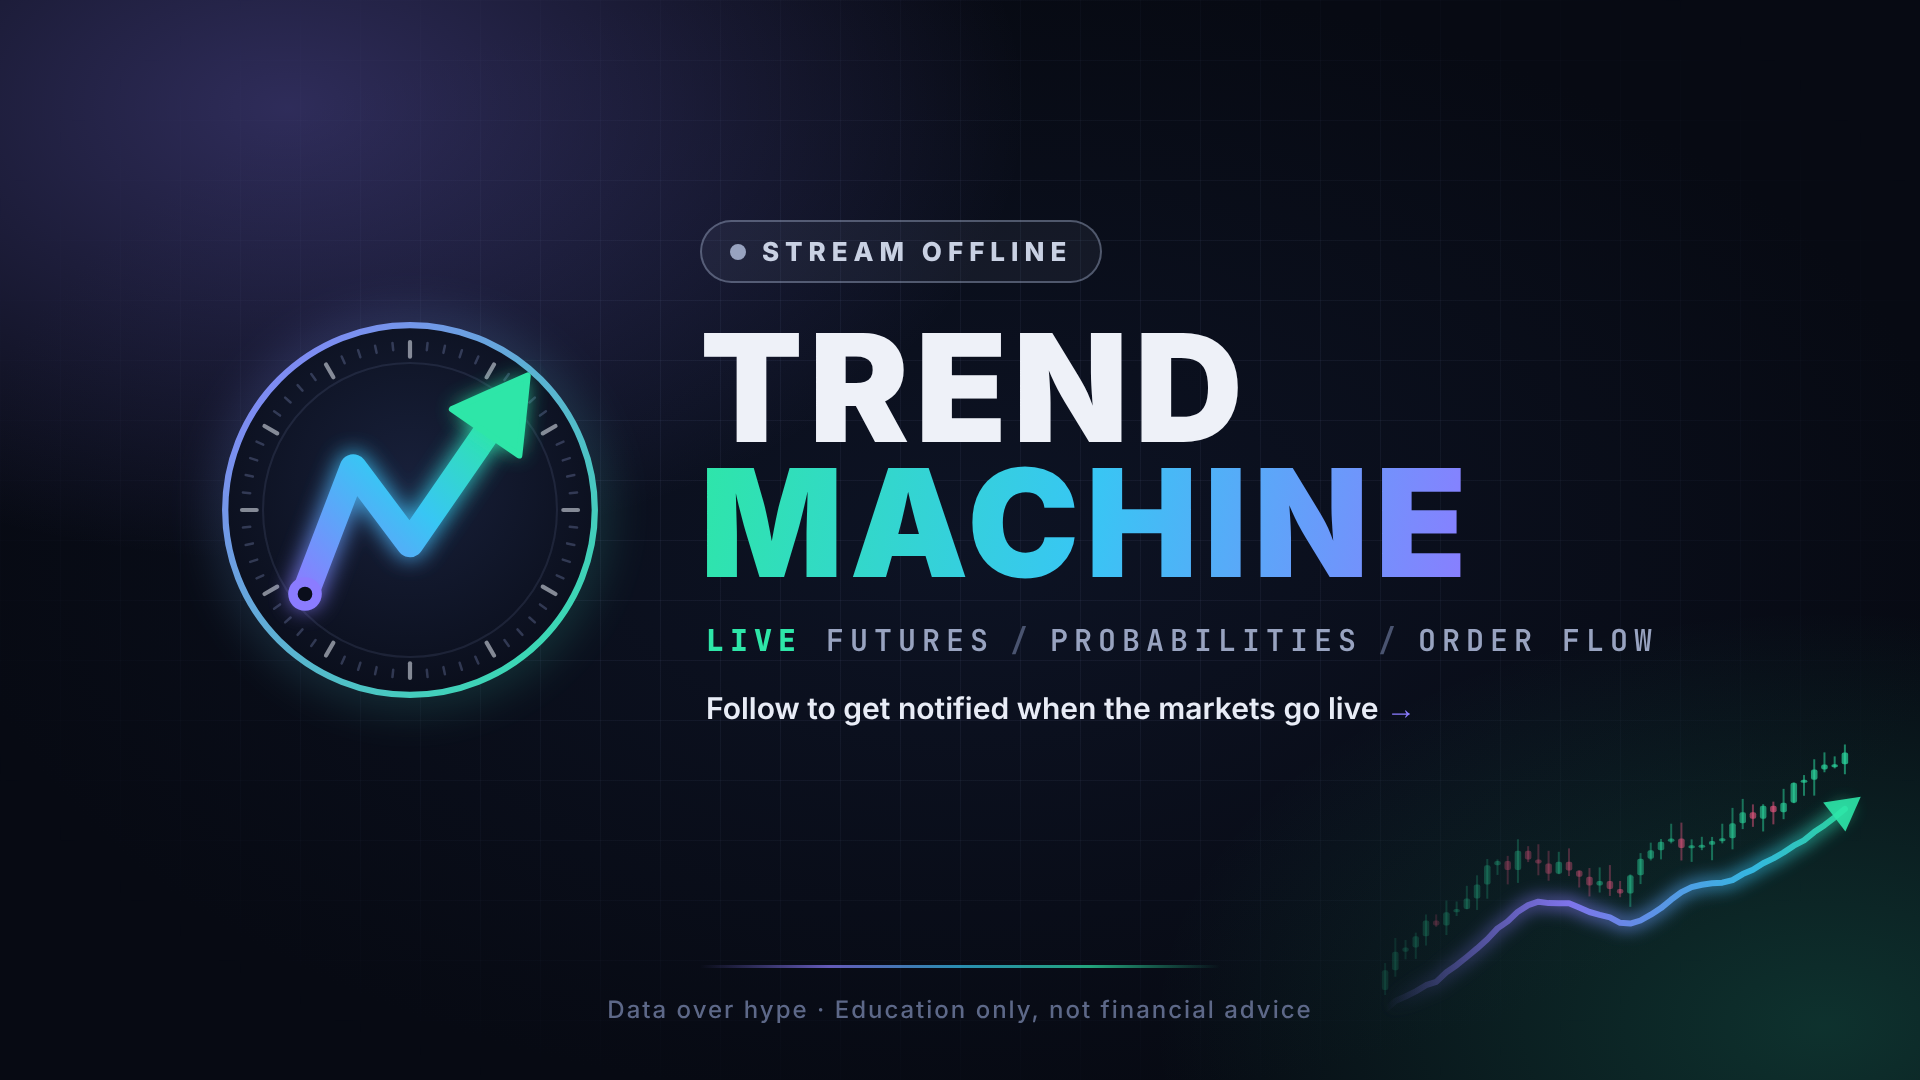 STREAM OFFLINE
TREND
MACHINE
LIVE FUTURES / PROBABILITIES / ORDER FLOW
Follow to get notified when the markets go live →
Data over hype · Education only, not financial advice